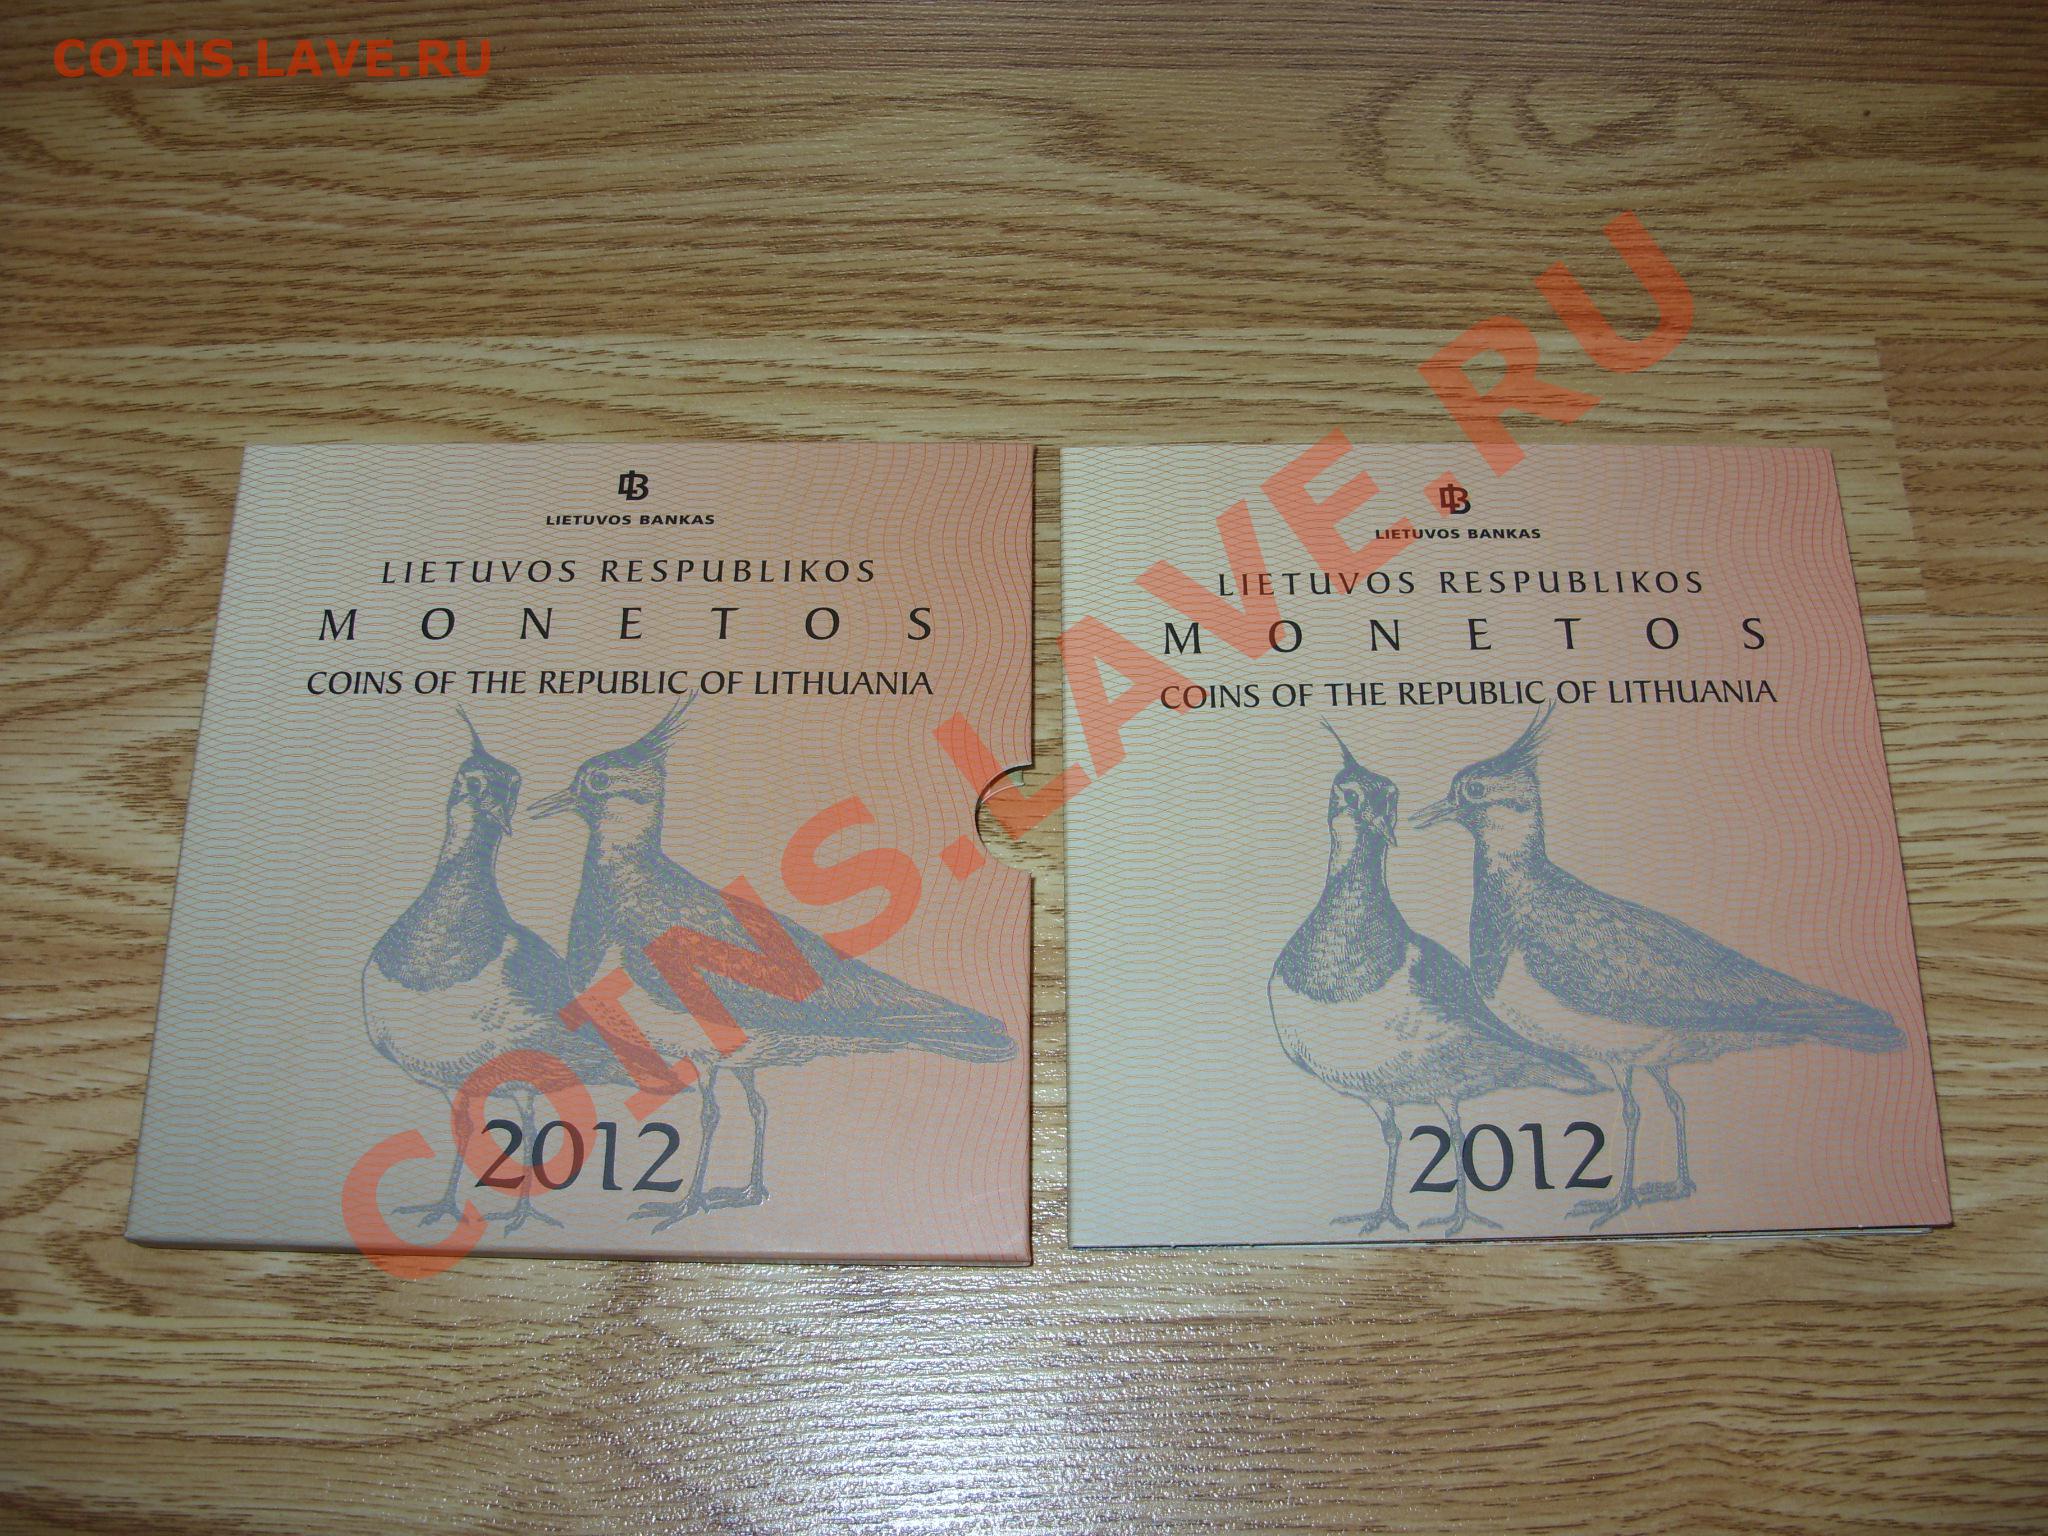 COINS.LAVE.RU
LIETUVOS BANKAS
LIETUVOS RESPUBLIKOS
MONETOS
COINS OF THE REPUBLIC OF LITHUANIA
2012
LIETUVOS BANKAS
LIETUVOS RESPUBLIKOS
MONETOS
COINS OF THE REPUBLIC OF LITHUANIA
2012
COINS.LAVE.RU